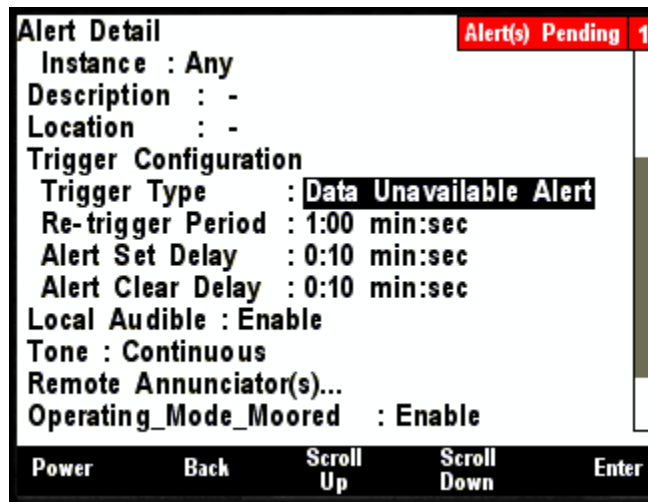 Alert Detail
Alert(s) Pending 1
Instance : Any
Description : -
Location : -
Trigger Configuration
Trigger Type : Data Unavailable Alert
Re-trigger Period : 1:00 min:sec
Alert Set Delay : 0:10 min:sec
Alert Clear Delay : 0:10 min:sec
Local Audible : Enable
Tone : Continuous
Remote Annunciator(s)...
Operating_Mode_Moored : Enable
Power Back Scroll Up Scroll Down Enter